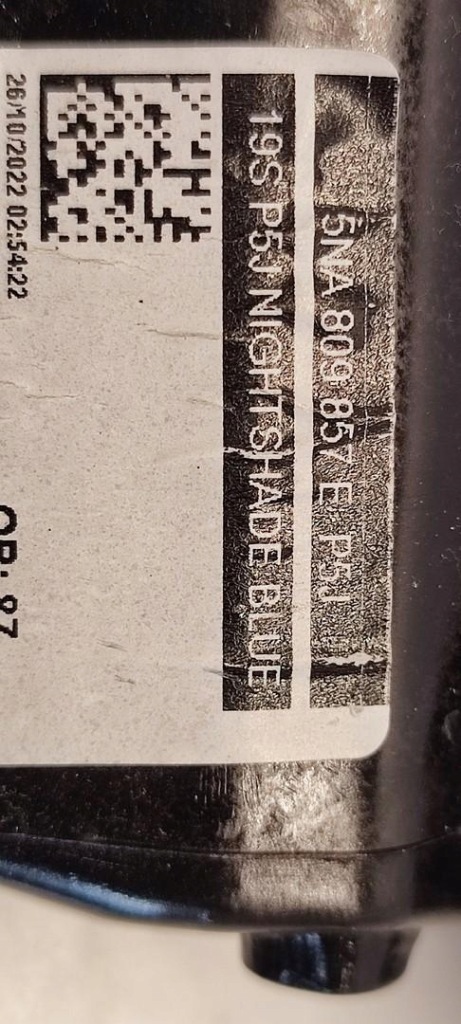 5NA 809 857 E P5J
19S P5J NIGHTSHADE BLUE
26/10/2022 02:54:22